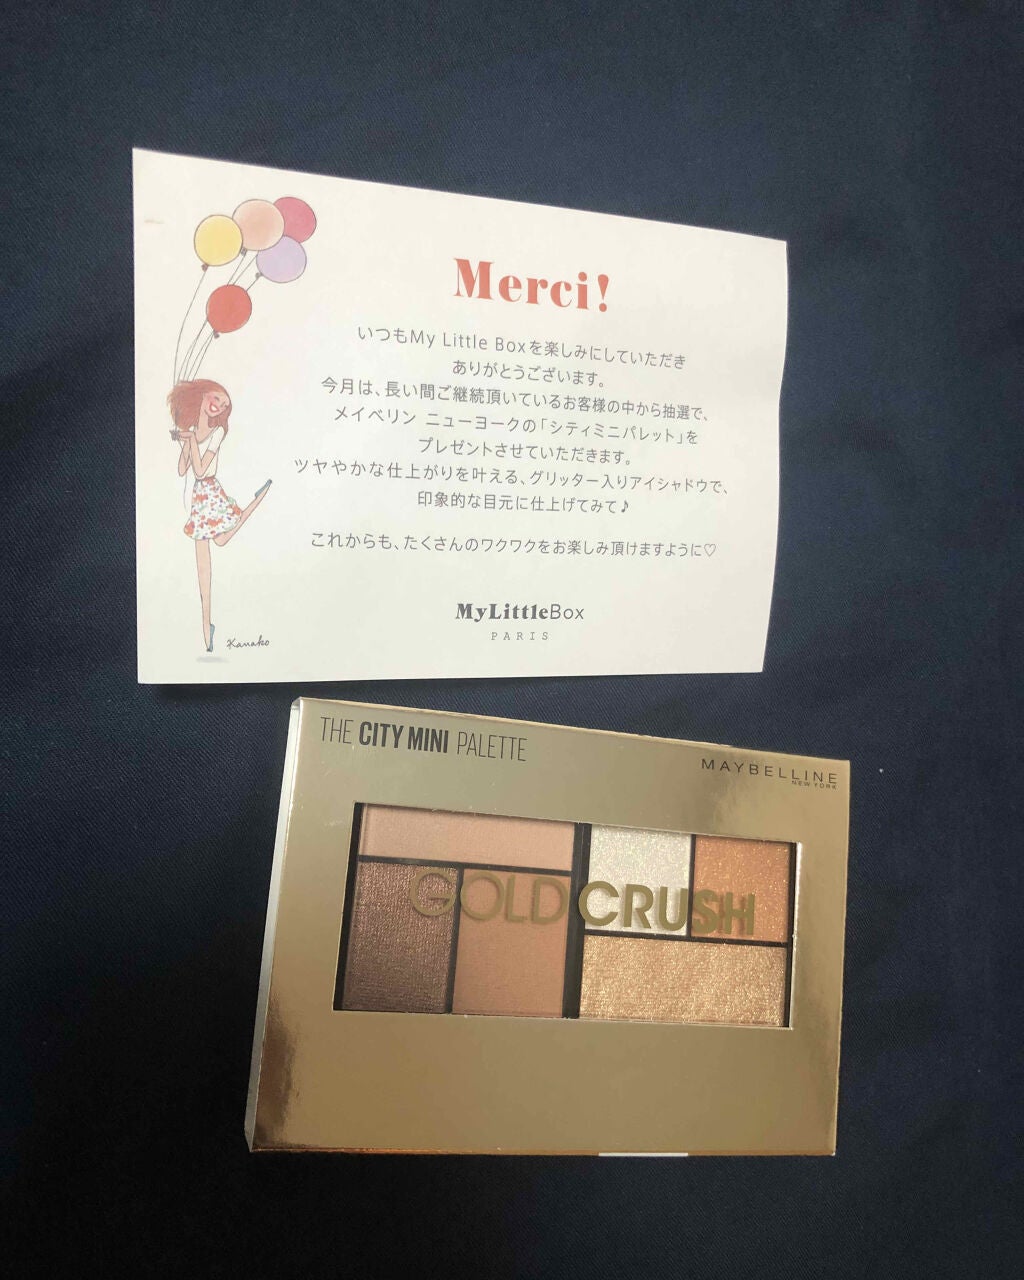 Merci!
いつもMy Little Boxを楽しみにしていただき
ありがとうございます。
今月は、長い間ご継続頂いているお客様の中から抽選で、
メイベリン ニューヨークの「シティミニパレット」を
プレゼントさせていただきます。
ツヤやかな仕上がりを叶える、グリッター入りアイシャドウで、
印象的な目元に仕上げてみて♪
これからも、たくさんのワクワクをお楽しみ頂けますように♡
MyLittleBox
PARIS
Kanako
THE CITY MINI PALETTE
MAYBELLINE
NEW YORK
GOLD CRUSH